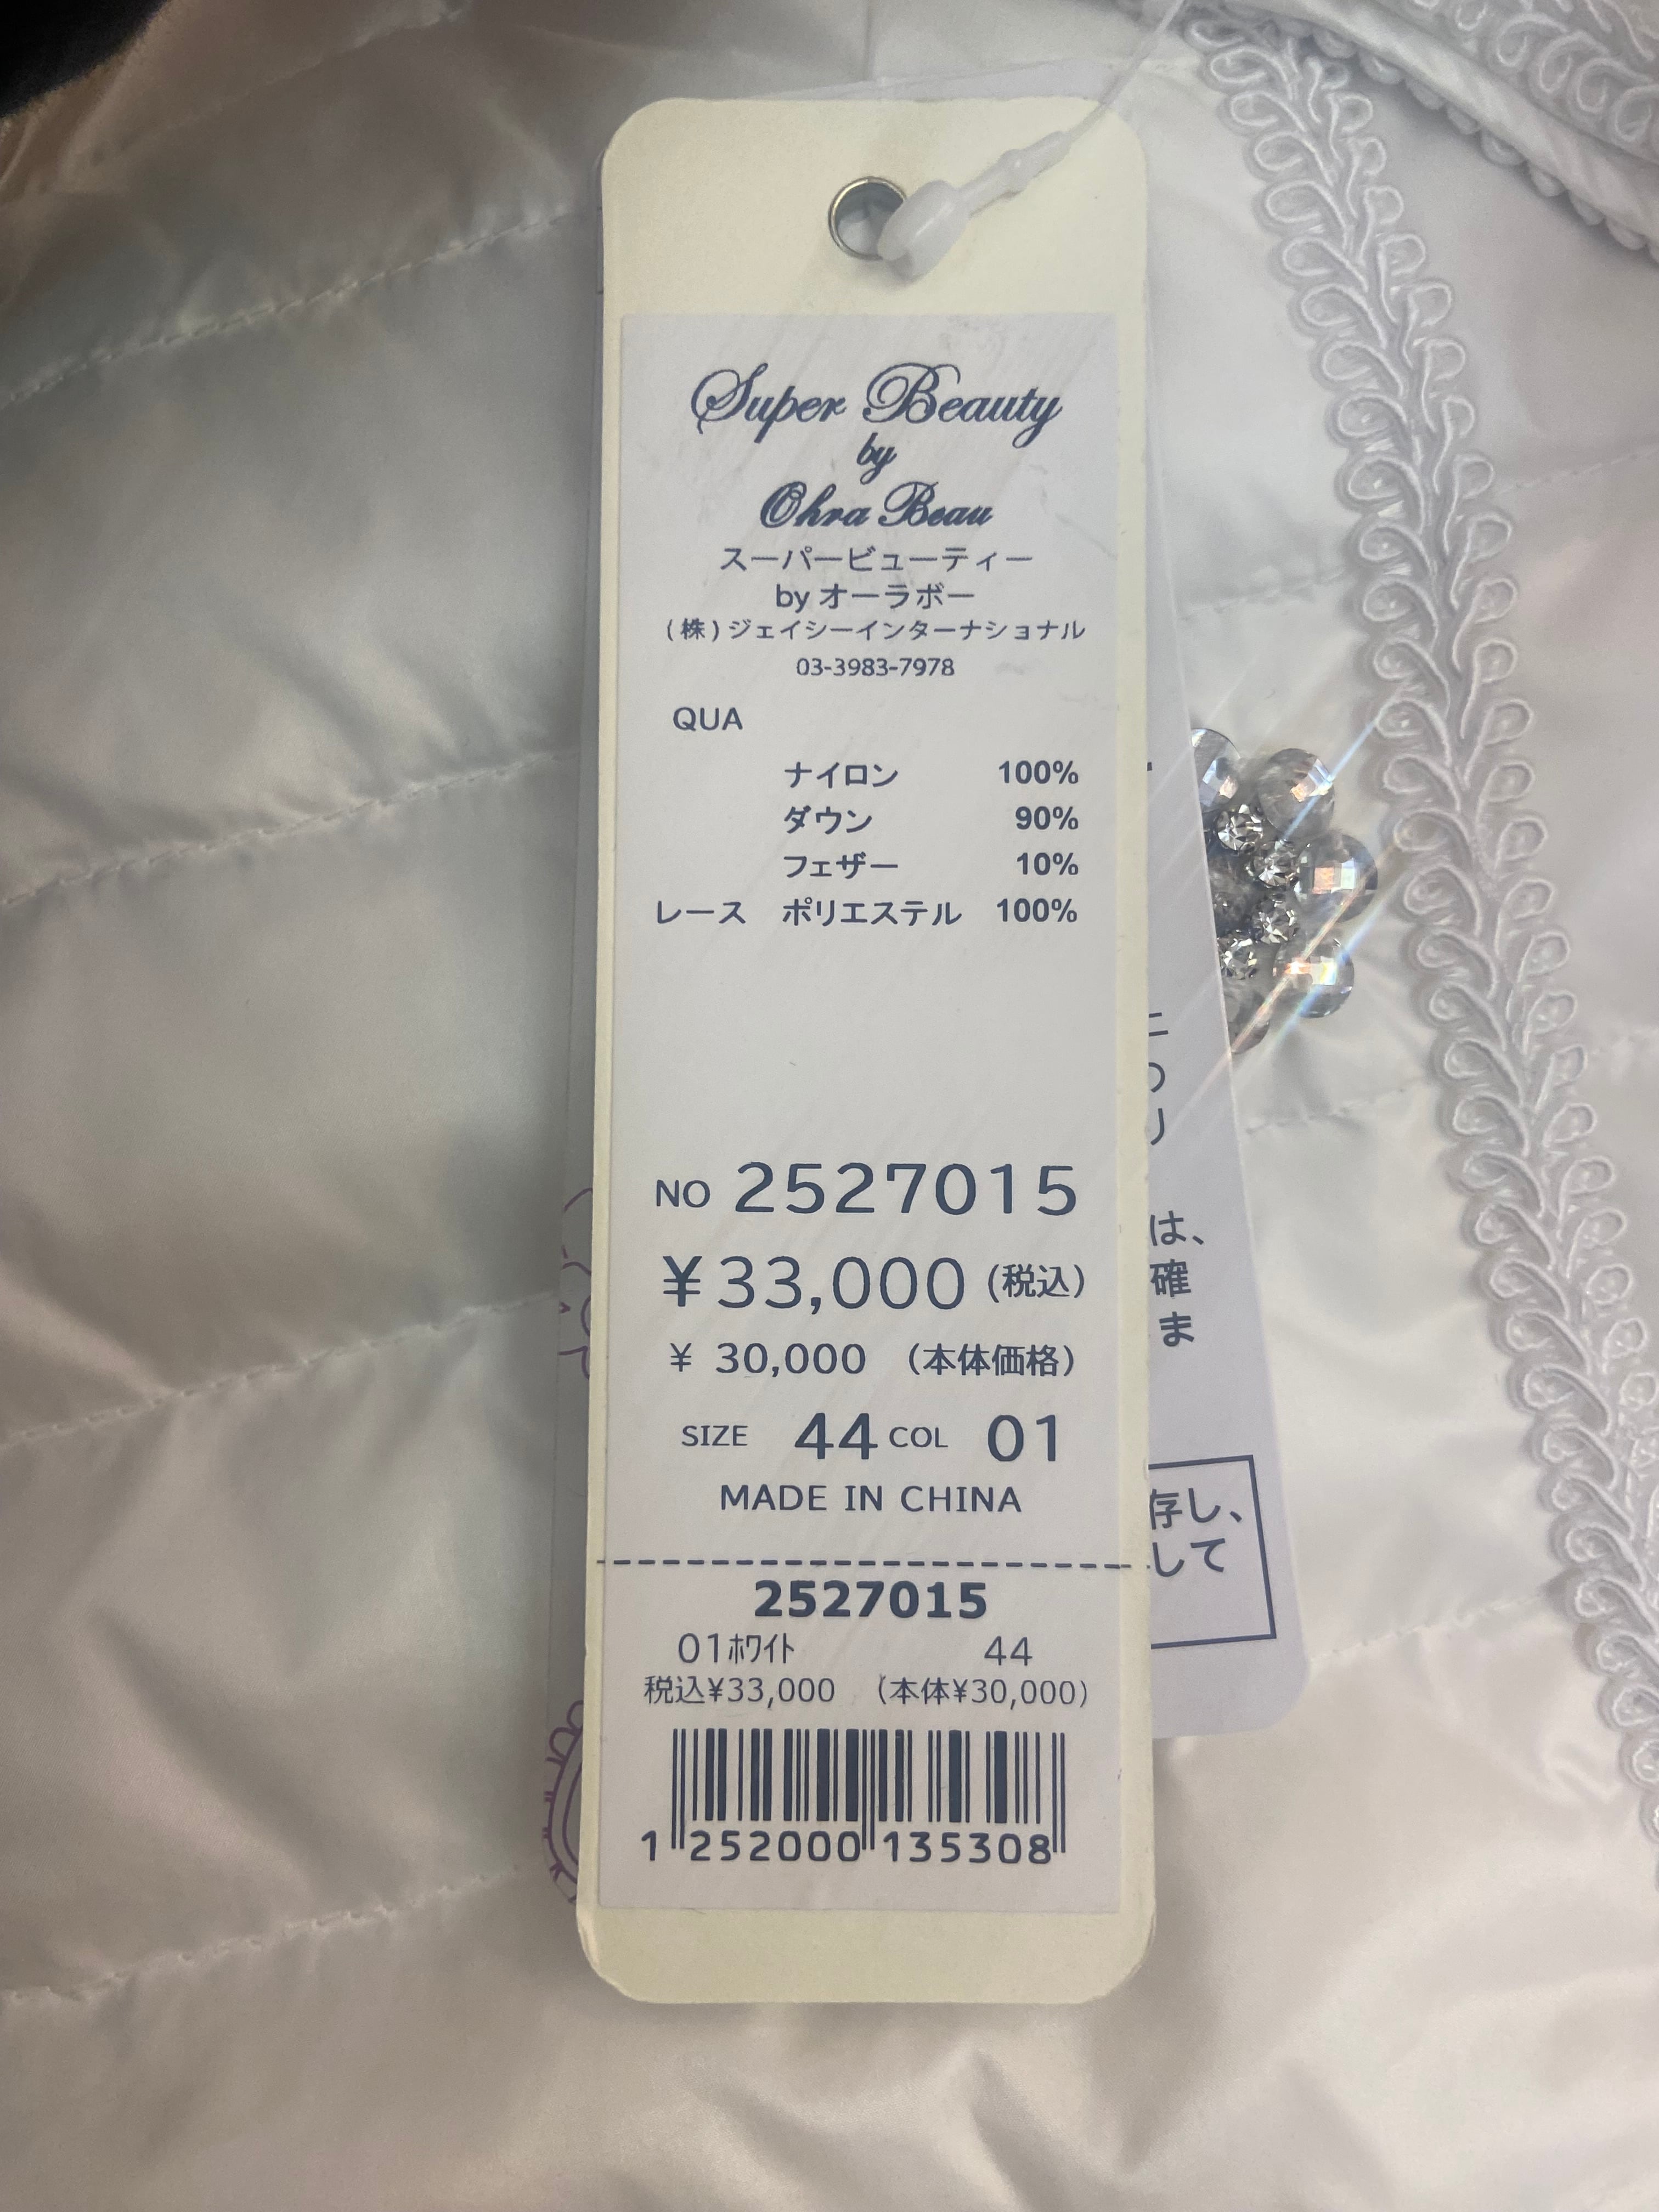 Super Beauty
by
Ohra Beau
スーパービューティー
by オーラボー
(株)ジェイシーインターナショナル
03-3983-7978
QUA
ナイロン 100%
ダウン 90%
フェザー 10%
レース ポリエステル 100%
NO 2527015
¥33,000 (税込)
¥ 30,000 (本体価格)
SIZE 44 COL 01
MADE IN CHINA
2527015
01ﾎﾜｲﾄ 44
税込¥33,000 (本体¥30,000)
1 252000 135308
り
は、
確
ま
存し、
して